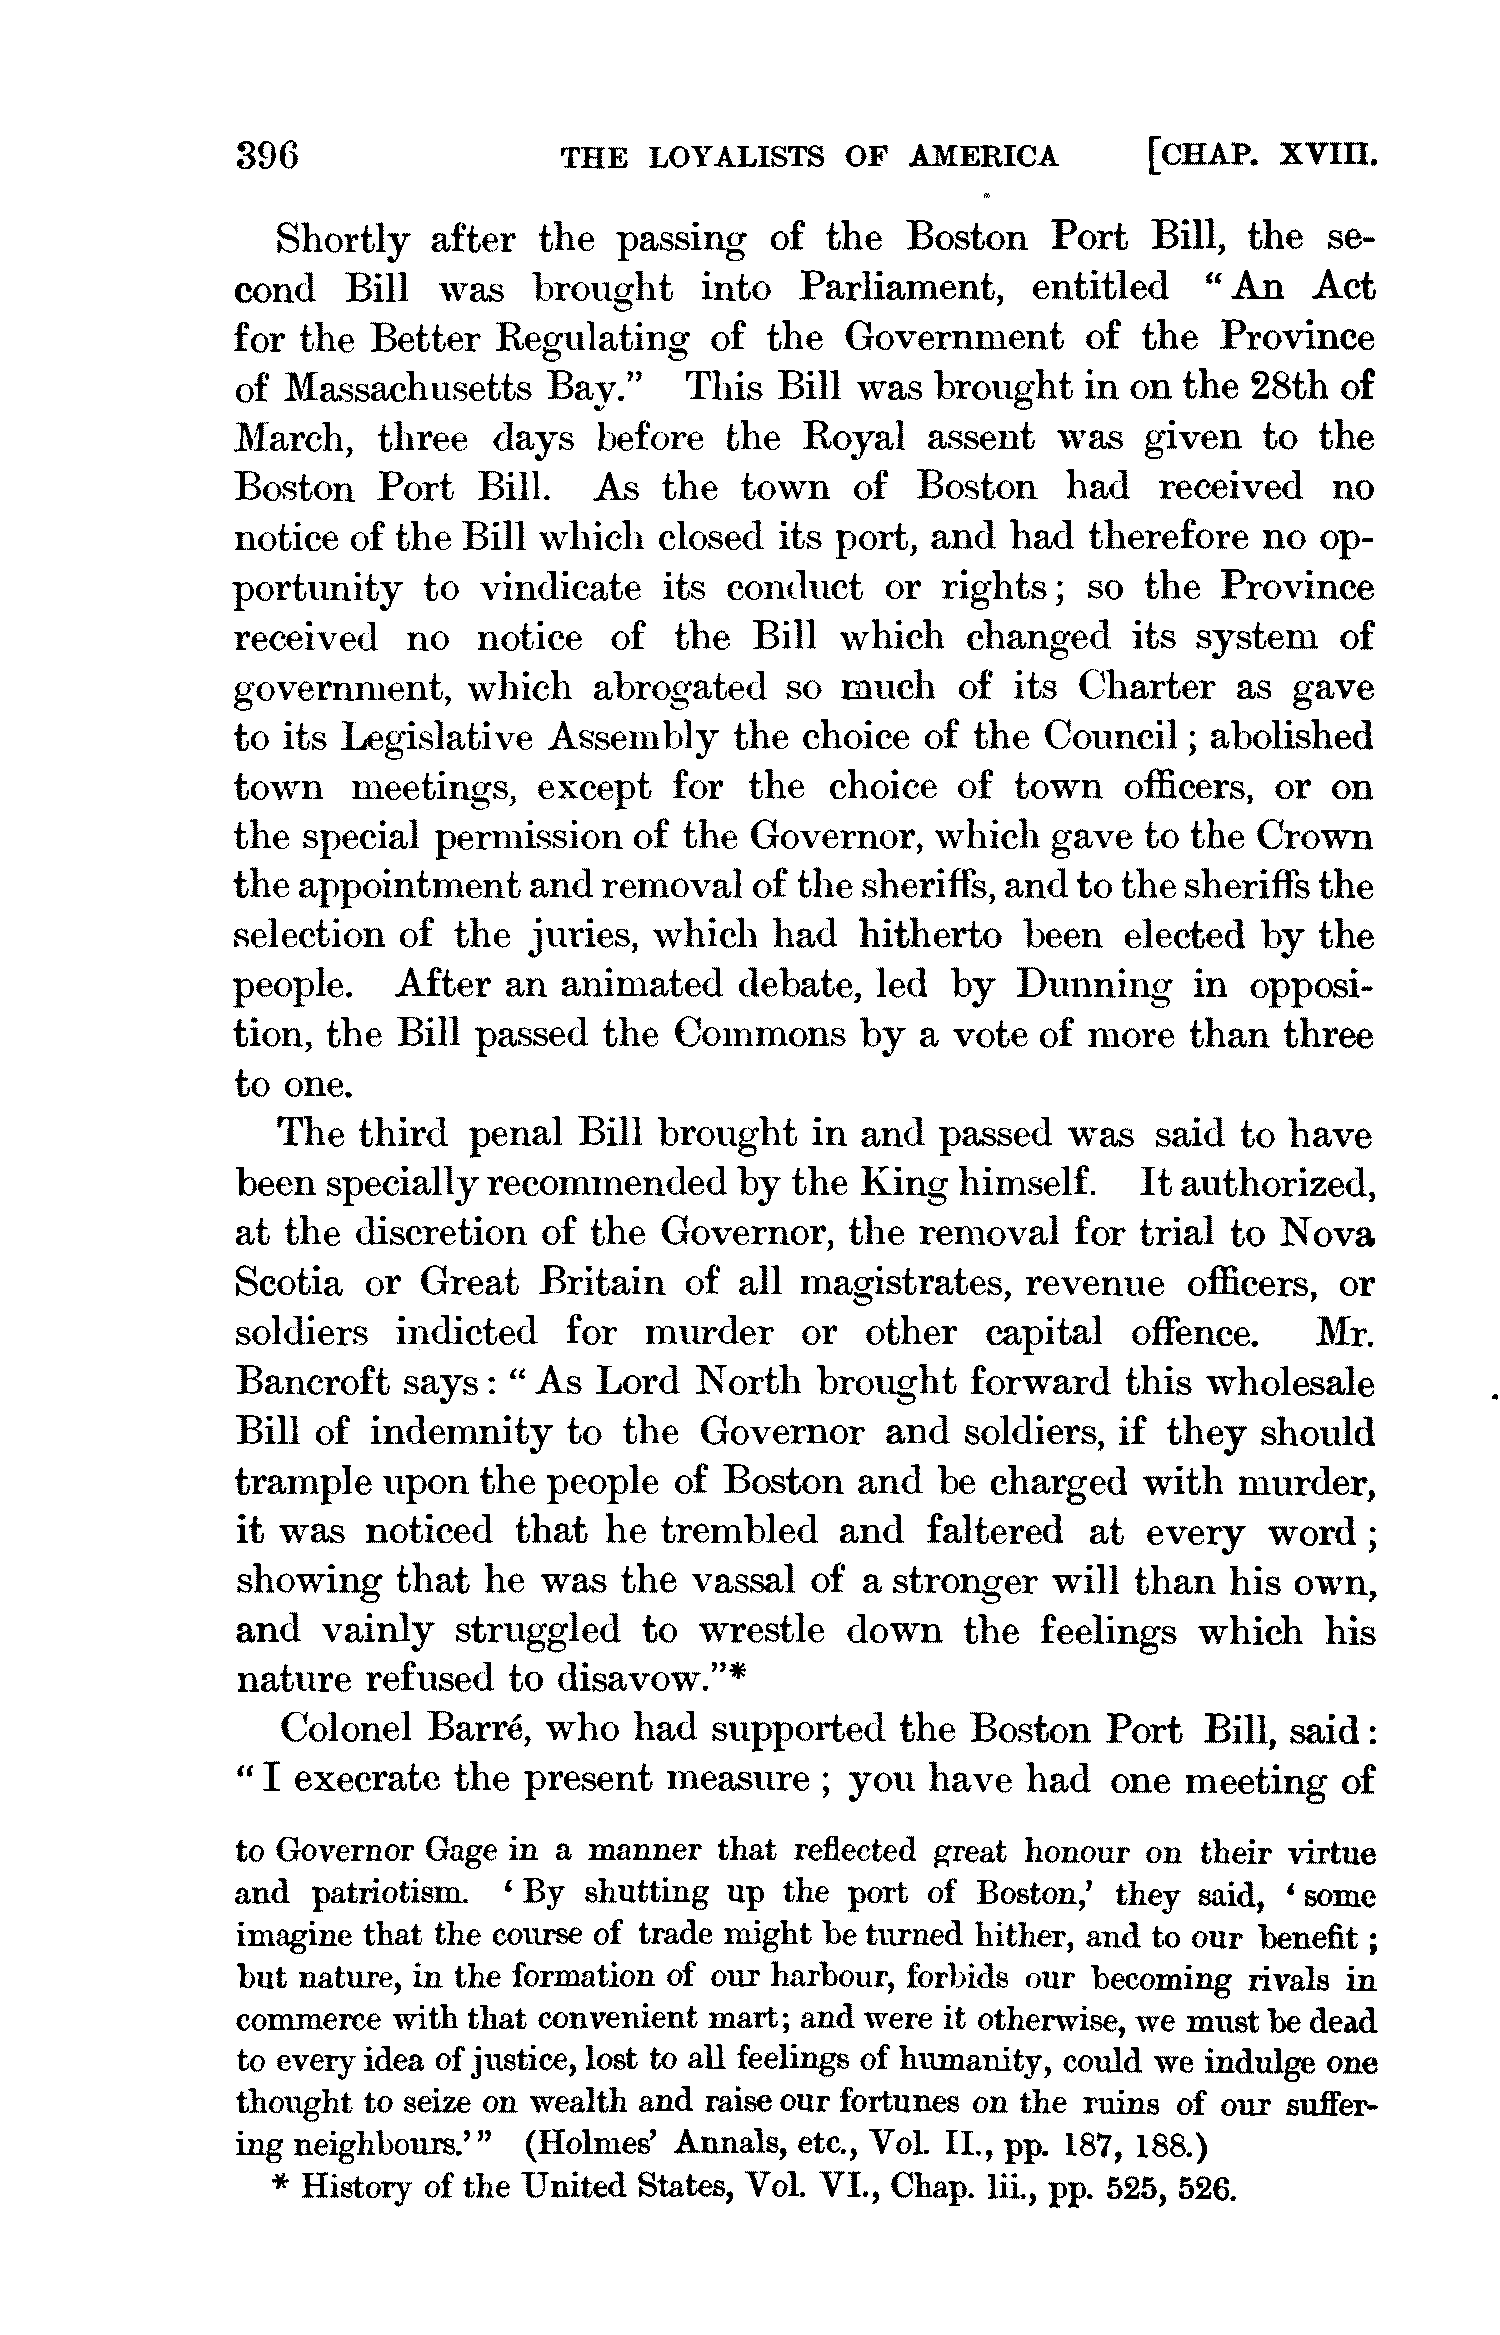 396 THE LOYALISTS OF AMERICA [CHAP. XVIII.
Shortly after the passing of the Boston Port Bill, the se-
cond Bill was brought into Parliament, entitled “An Act
for the Better Regulating of the Government of the Province
of Massachusetts Bay.” This Bill was brought in on the 28th of
March, three days before the Royal assent was given to the
Boston Port Bill. As the town of Boston had received no
notice of the Bill which closed its port, and had therefore no op-
portunity to vindicate its conduct or rights; so the Province
received no notice of the Bill which changed its system of
government, which abrogated so much of its Charter as gave
to its Legislative Assembly the choice of the Council; abolished
town meetings, except for the choice of town officers, or on
the special permission of the Governor, which gave to the Crown
the appointment and removal of the sheriffs, and to the sheriffs the
selection of the juries, which had hitherto been elected by the
people. After an animated debate, led by Dunning in opposi-
tion, the Bill passed the Commons by a vote of more than three
to one.
The third penal Bill brought in and passed was said to have
been specially recommended by the King himself. It authorized,
at the discretion of the Governor, the removal for trial to Nova
Scotia or Great Britain of all magistrates, revenue officers, or
soldiers indicted for murder or other capital offence. Mr.
Bancroft says: “As Lord North brought forward this wholesale
Bill of indemnity to the Governor and soldiers, if they should
trample upon the people of Boston and be charged with murder,
it was noticed that he trembled and faltered at every word;
showing that he was the vassal of a stronger will than his own,
and vainly struggled to wrestle down the feelings which his
nature refused to disavow.”*
Colonel Barré, who had supported the Boston Port Bill, said:
“I execrate the present measure; you have had one meeting of
to Governor Gage in a manner that reflected great honour on their virtue
and patriotism. ‘By shutting up the port of Boston,’ they said, ‘some
imagine that the course of trade might be turned hither, and to our benefit;
but nature, in the formation of our harbour, forbids our becoming rivals in
commerce with that convenient mart; and were it otherwise, we must be dead
to every idea of justice, lost to all feelings of humanity, could we indulge one
thought to seize on wealth and raise our fortunes on the ruins of our suffer-
ing neighbours.’” (Holmes’ Annals, etc., Vol. II., pp. 187, 188.)
* History of the United States, Vol. VI., Chap. lii., pp. 525, 526.